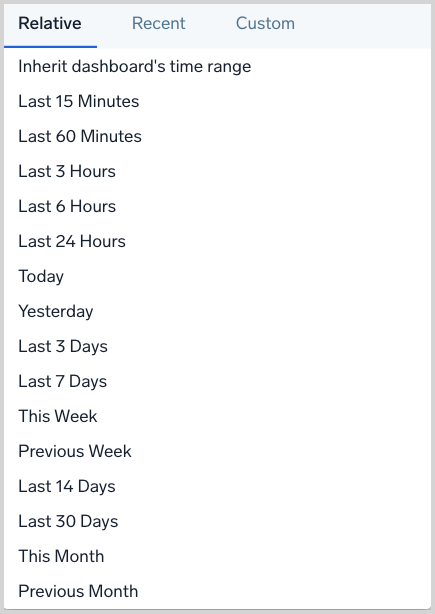 Relative Recent Custom
Inherit dashboard's time range
Last 15 Minutes
Last 60 Minutes
Last 3 Hours
Last 6 Hours
Last 24 Hours
Today
Yesterday
Last 3 Days
Last 7 Days
This Week
Previous Week
Last 14 Days
Last 30 Days
This Month
Previous Month